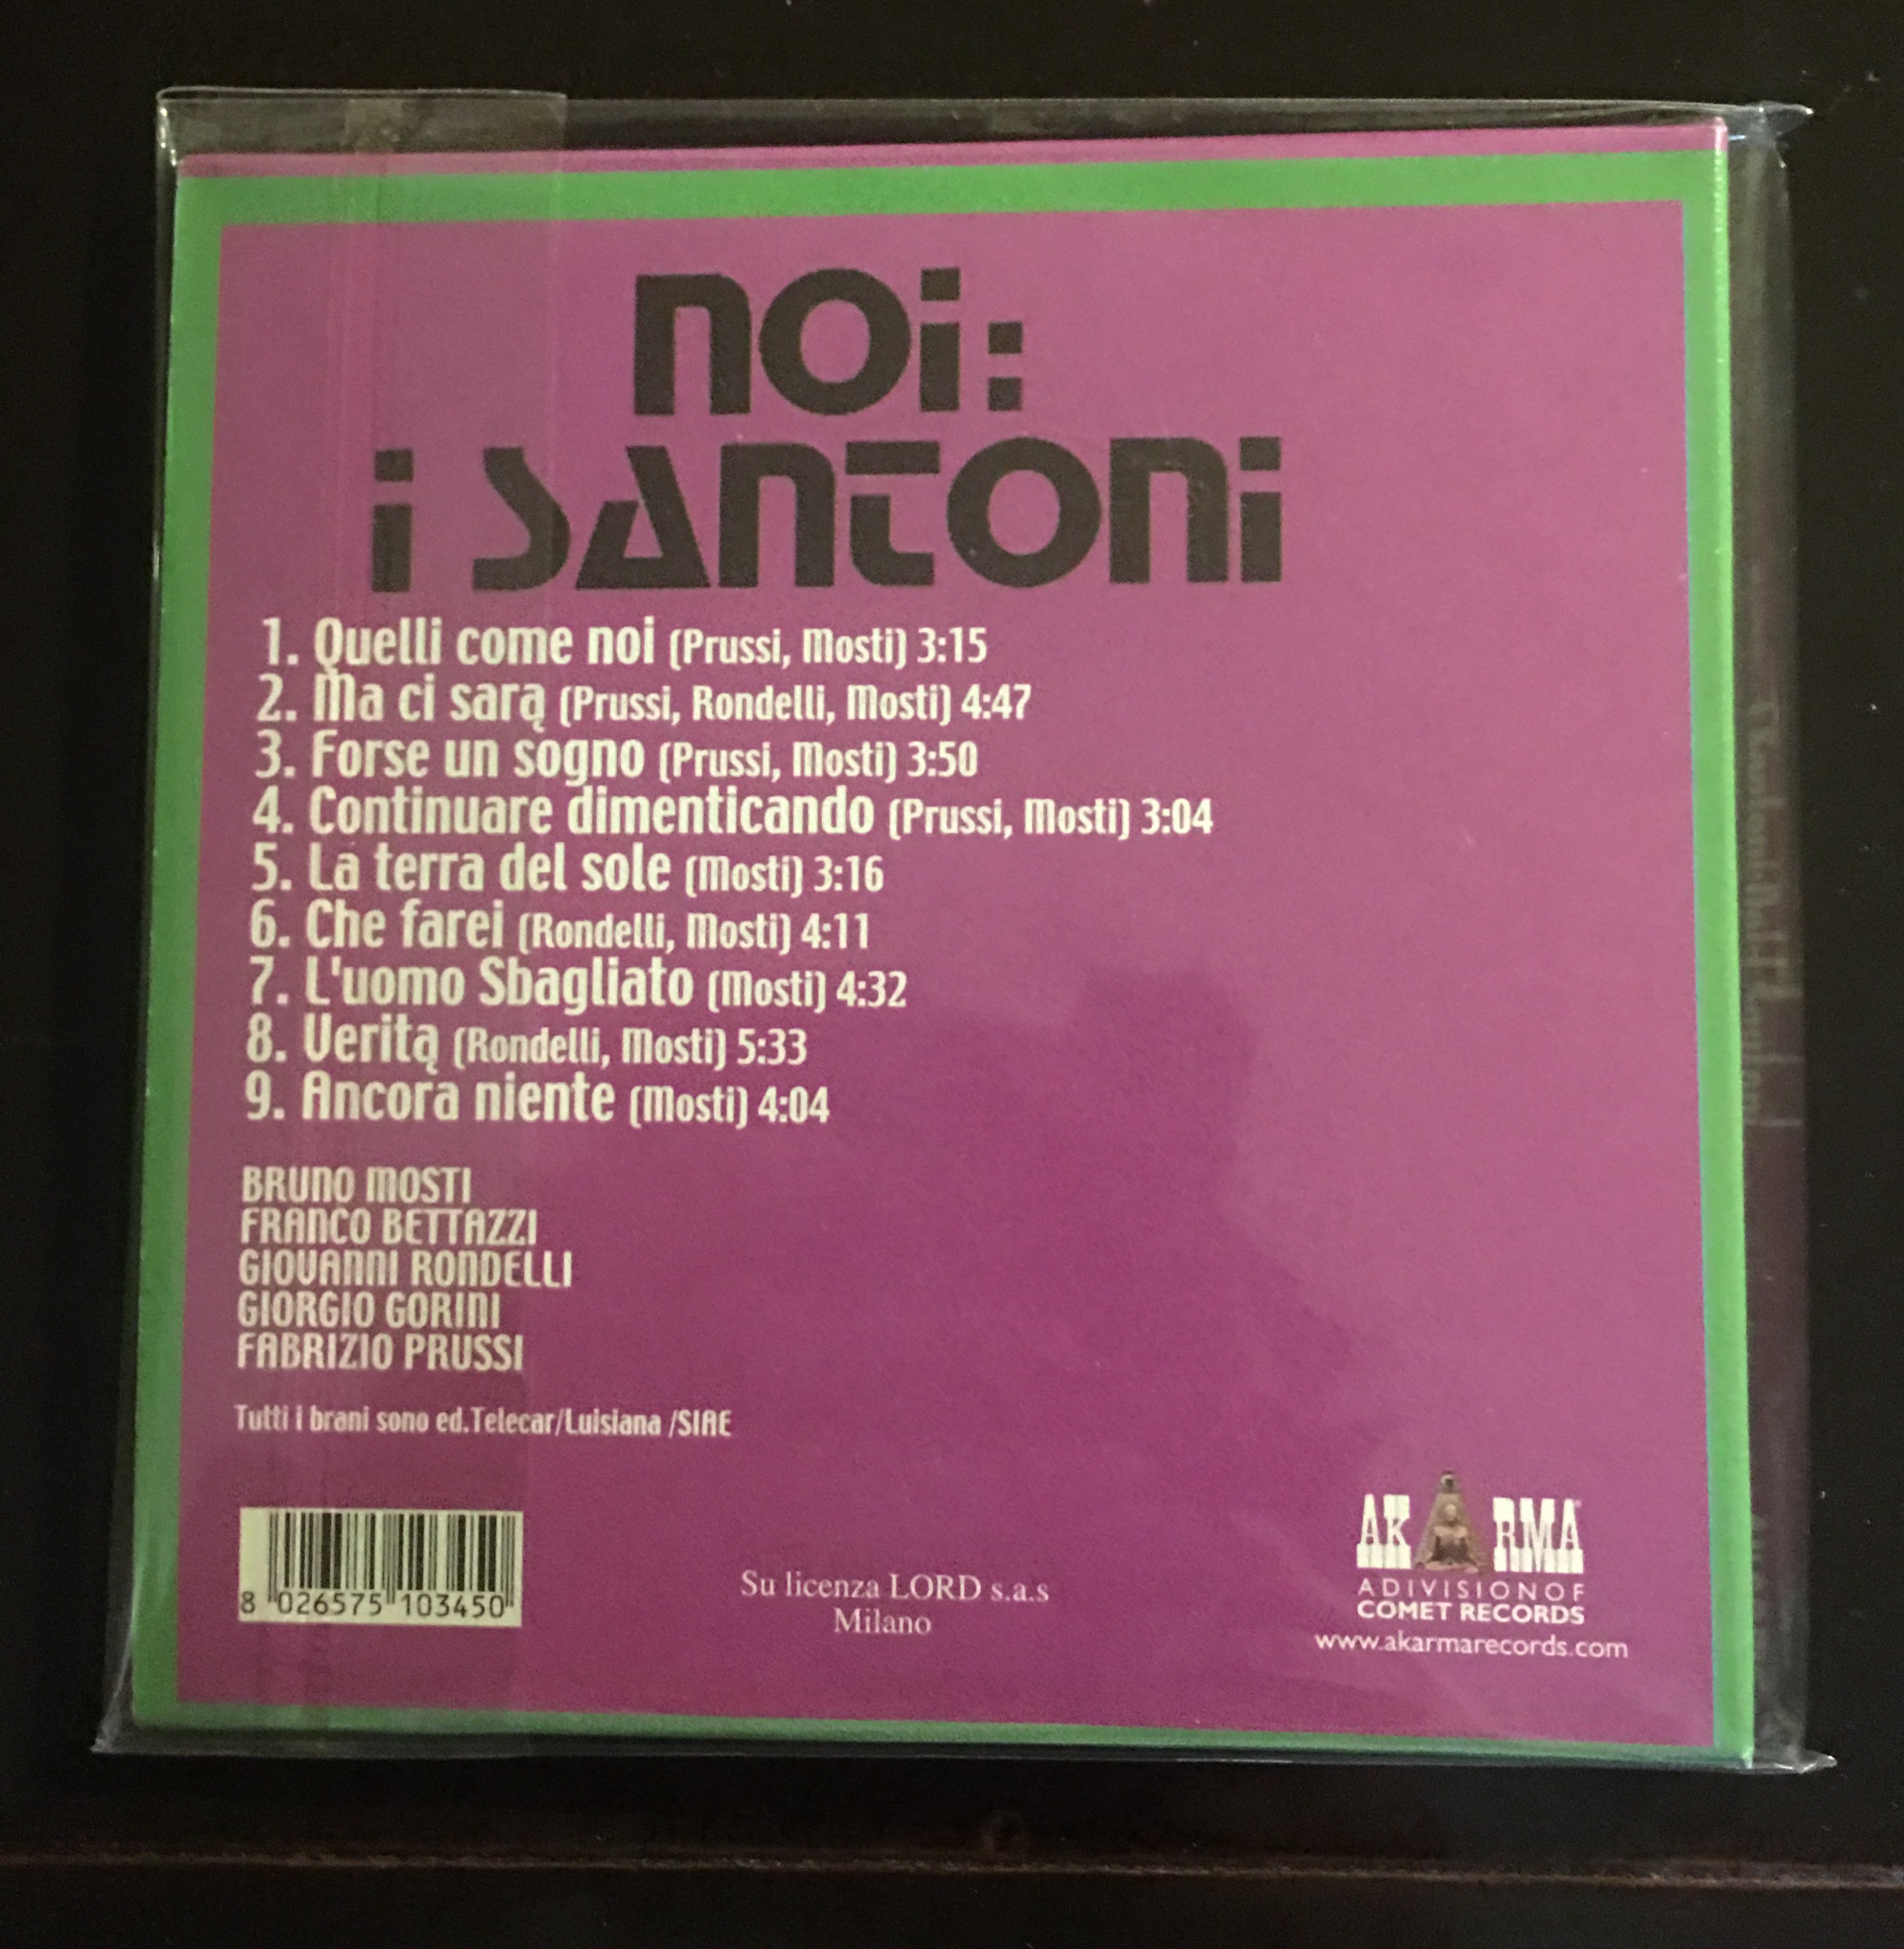 noi:
i SAnTOni
1. Quelli come noi (Prussi, Mosti) 3:15
2. Ma ci sarą (Prussi, Rondelli, Mosti) 4:47
3. Forse un sogno (Prussi, Mosti) 3:50
4. Continuare dimenticando (Prussi, Mosti) 3:04
5. La terra del sole (Mosti) 3:16
6. Che farei (Rondelli, Mosti) 4:11
7. L'uomo Sbagliato (Mosti) 4:32
8. Veritą (Rondelli, Mosti) 5:33
9. Ancora niente (Mosti) 4:04
BRUNO MOSTI
FRANCO BETTAZZI
GIOVANNI RONDELLI
GIORGIO GORINI
FABRIZIO PRUSSI
Tutti i brani sono ed.Telecar/Luisiana /SIAE
8 026575 103450
Su licenza LORD s.a.s
Milano
AKARMA
A DIVISION OF
COMET RECORDS
www.akarmarecords.com